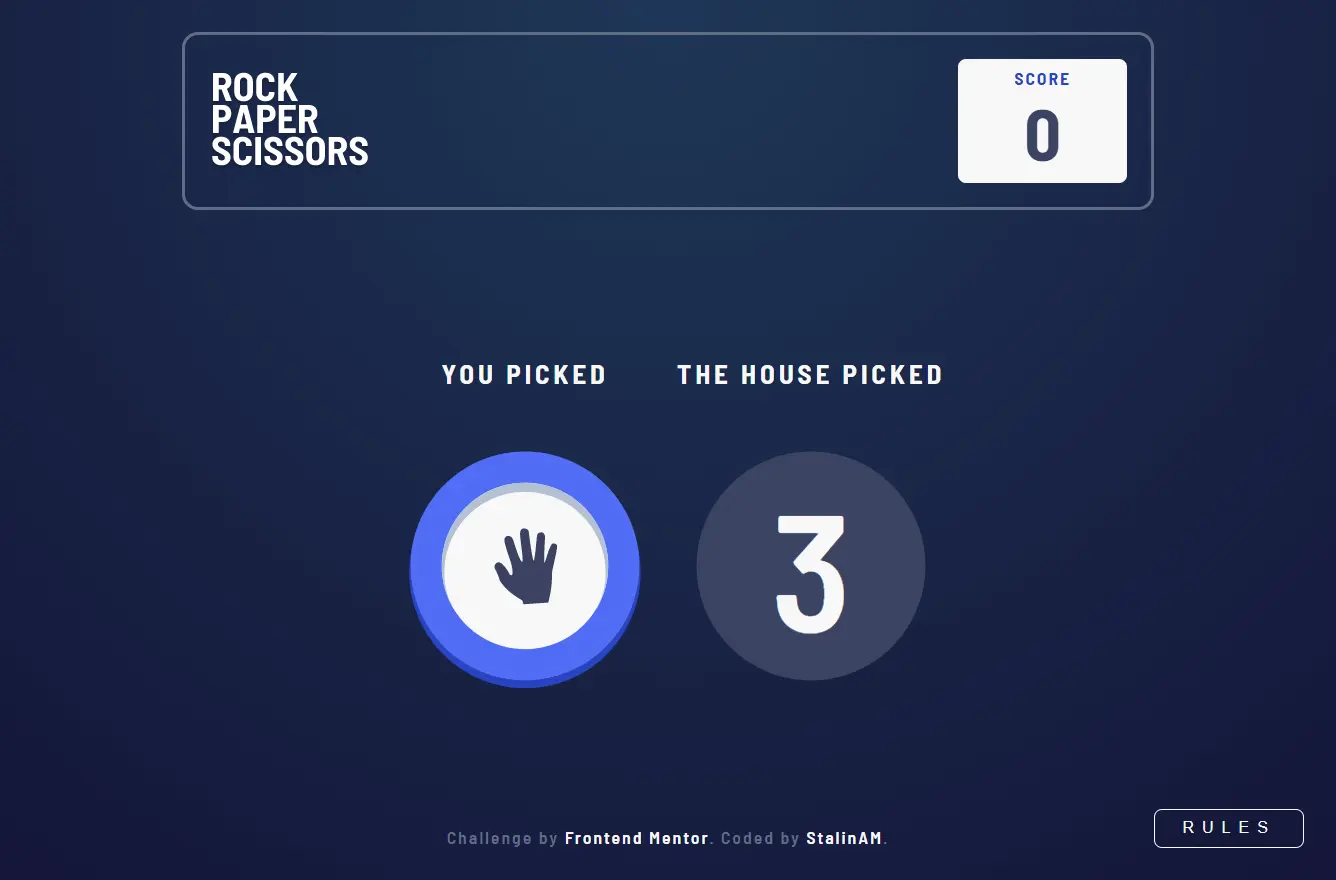 ROCK
PAPER
SCISSORS
SCORE
0
YOU PICKED
THE HOUSE PICKED
3
Challenge by Frontend Mentor. Coded by StalinAM.
RULES